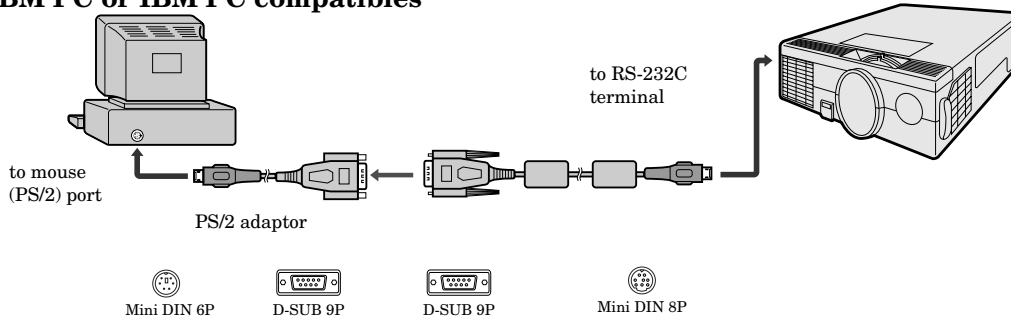 IBM PC or IBM PC compatibles
to RS-232C
terminal
to mouse
(PS/2) port
PS/2 adaptor
Mini DIN 6P
D-SUB 9P
D-SUB 9P
Mini DIN 8P